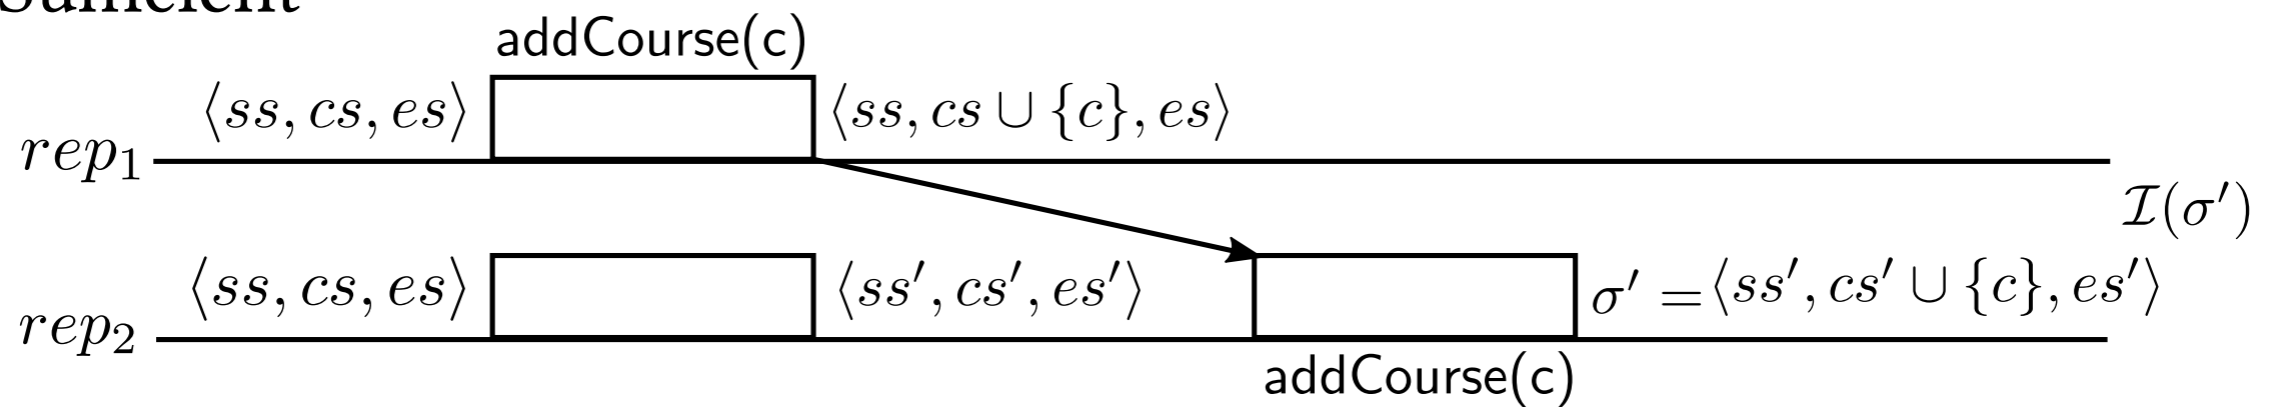 addCourse(c)
⟨ss, cs, es⟩ ⟨ss, cs ∪ {c}, es⟩
rep₁
I(σ′)
⟨ss, cs, es⟩ ⟨ss′, cs′, es′⟩ σ′ = ⟨ss′, cs′ ∪ {c}, es′⟩
rep₂
addCourse(c)